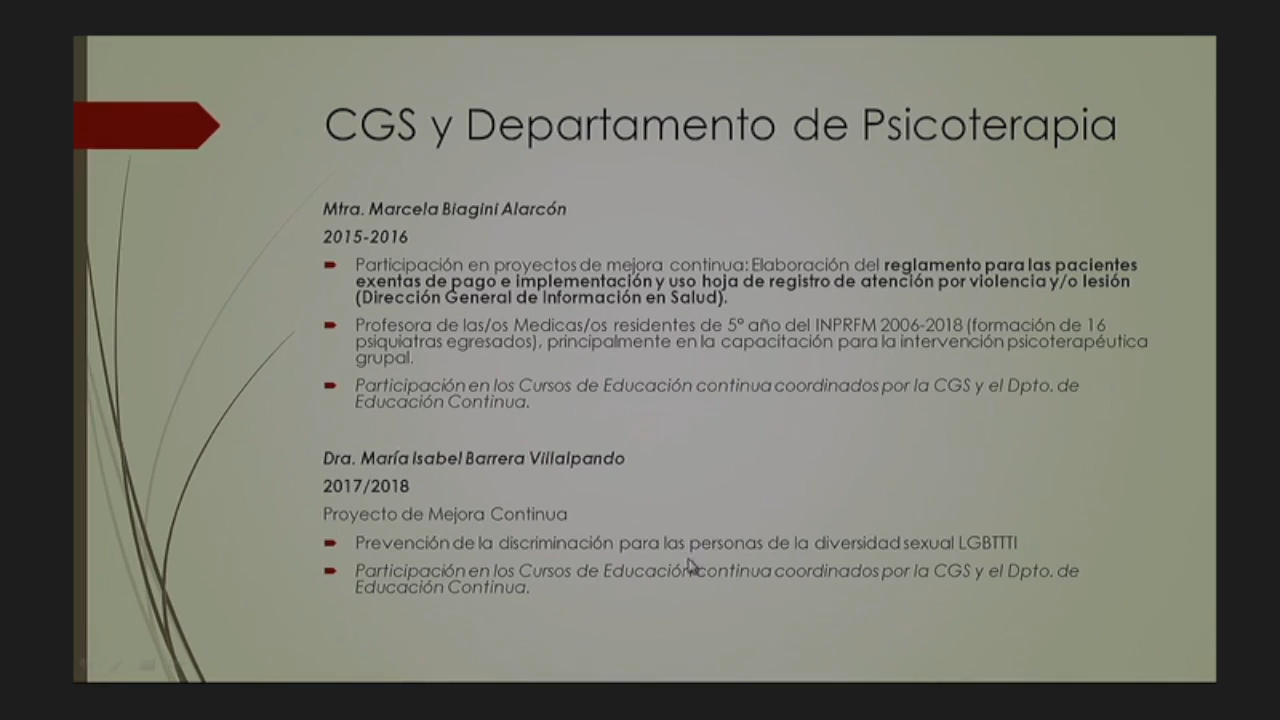 CGS y Departamento de Psicoterapia
Mtra. Marcela Biagini Alarcón
2015-2016
Participación en proyectos de mejora continua: Elaboración del reglamento para las pacientes
exentas de pago e implementación y uso hoja de registro de atención por violencia y/o lesión
(Dirección General de Información en Salud).
Profesora de las/os Medicas/os residentes de 5° año del INPRFM 2006-2018 (formación de 16
psiquiatras egresados), principalmente en la capacitación para la intervención psicoterapéutica
grupal.
Participación en los Cursos de Educación continua coordinados por la CGS y el Dpto. de
Educación Continua.
Dra. María Isabel Barrera Villalpando
2017/2018
Proyecto de Mejora Continua
Prevención de la discriminación para las personas de la diversidad sexual LGBTTTI
Participación en los Cursos de Educación continua coordinados por la CGS y el Dpto. de
Educación Continua.